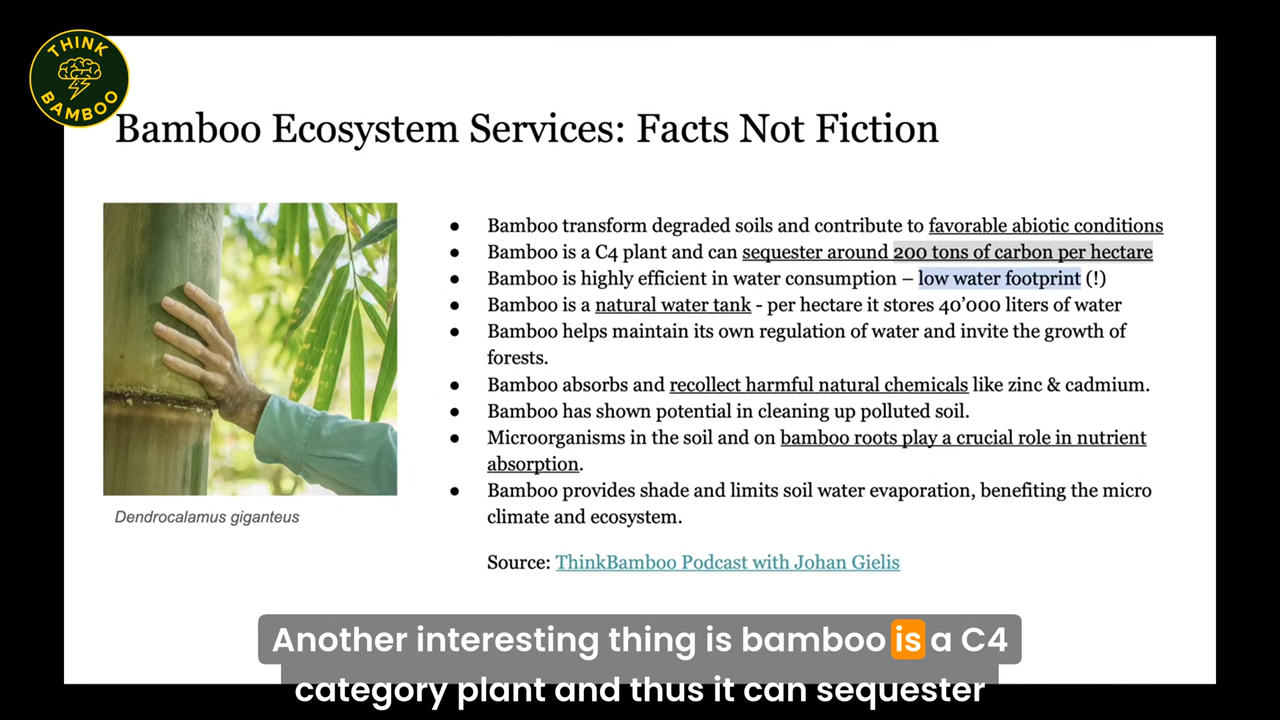 THINK
BAMBOO
Bamboo Ecosystem Services: Facts Not Fiction
● Bamboo transform degraded soils and contribute to favorable abiotic conditions
● Bamboo is a C4 plant and can sequester around 200 tons of carbon per hectare
● Bamboo is highly efficient in water consumption – low water footprint (!)
● Bamboo is a natural water tank - per hectare it stores 40’000 liters of water
● Bamboo helps maintain its own regulation of water and invite the growth of
forests.
● Bamboo absorbs and recollect harmful natural chemicals like zinc & cadmium.
● Bamboo has shown potential in cleaning up polluted soil.
● Microorganisms in the soil and on bamboo roots play a crucial role in nutrient
absorption.
● Bamboo provides shade and limits soil water evaporation, benefiting the micro
climate and ecosystem.
Dendrocalamus giganteus
Source: ThinkBamboo Podcast with Johan Gielis
Another interesting thing is bamboo is a C4
category plant and thus it can sequester